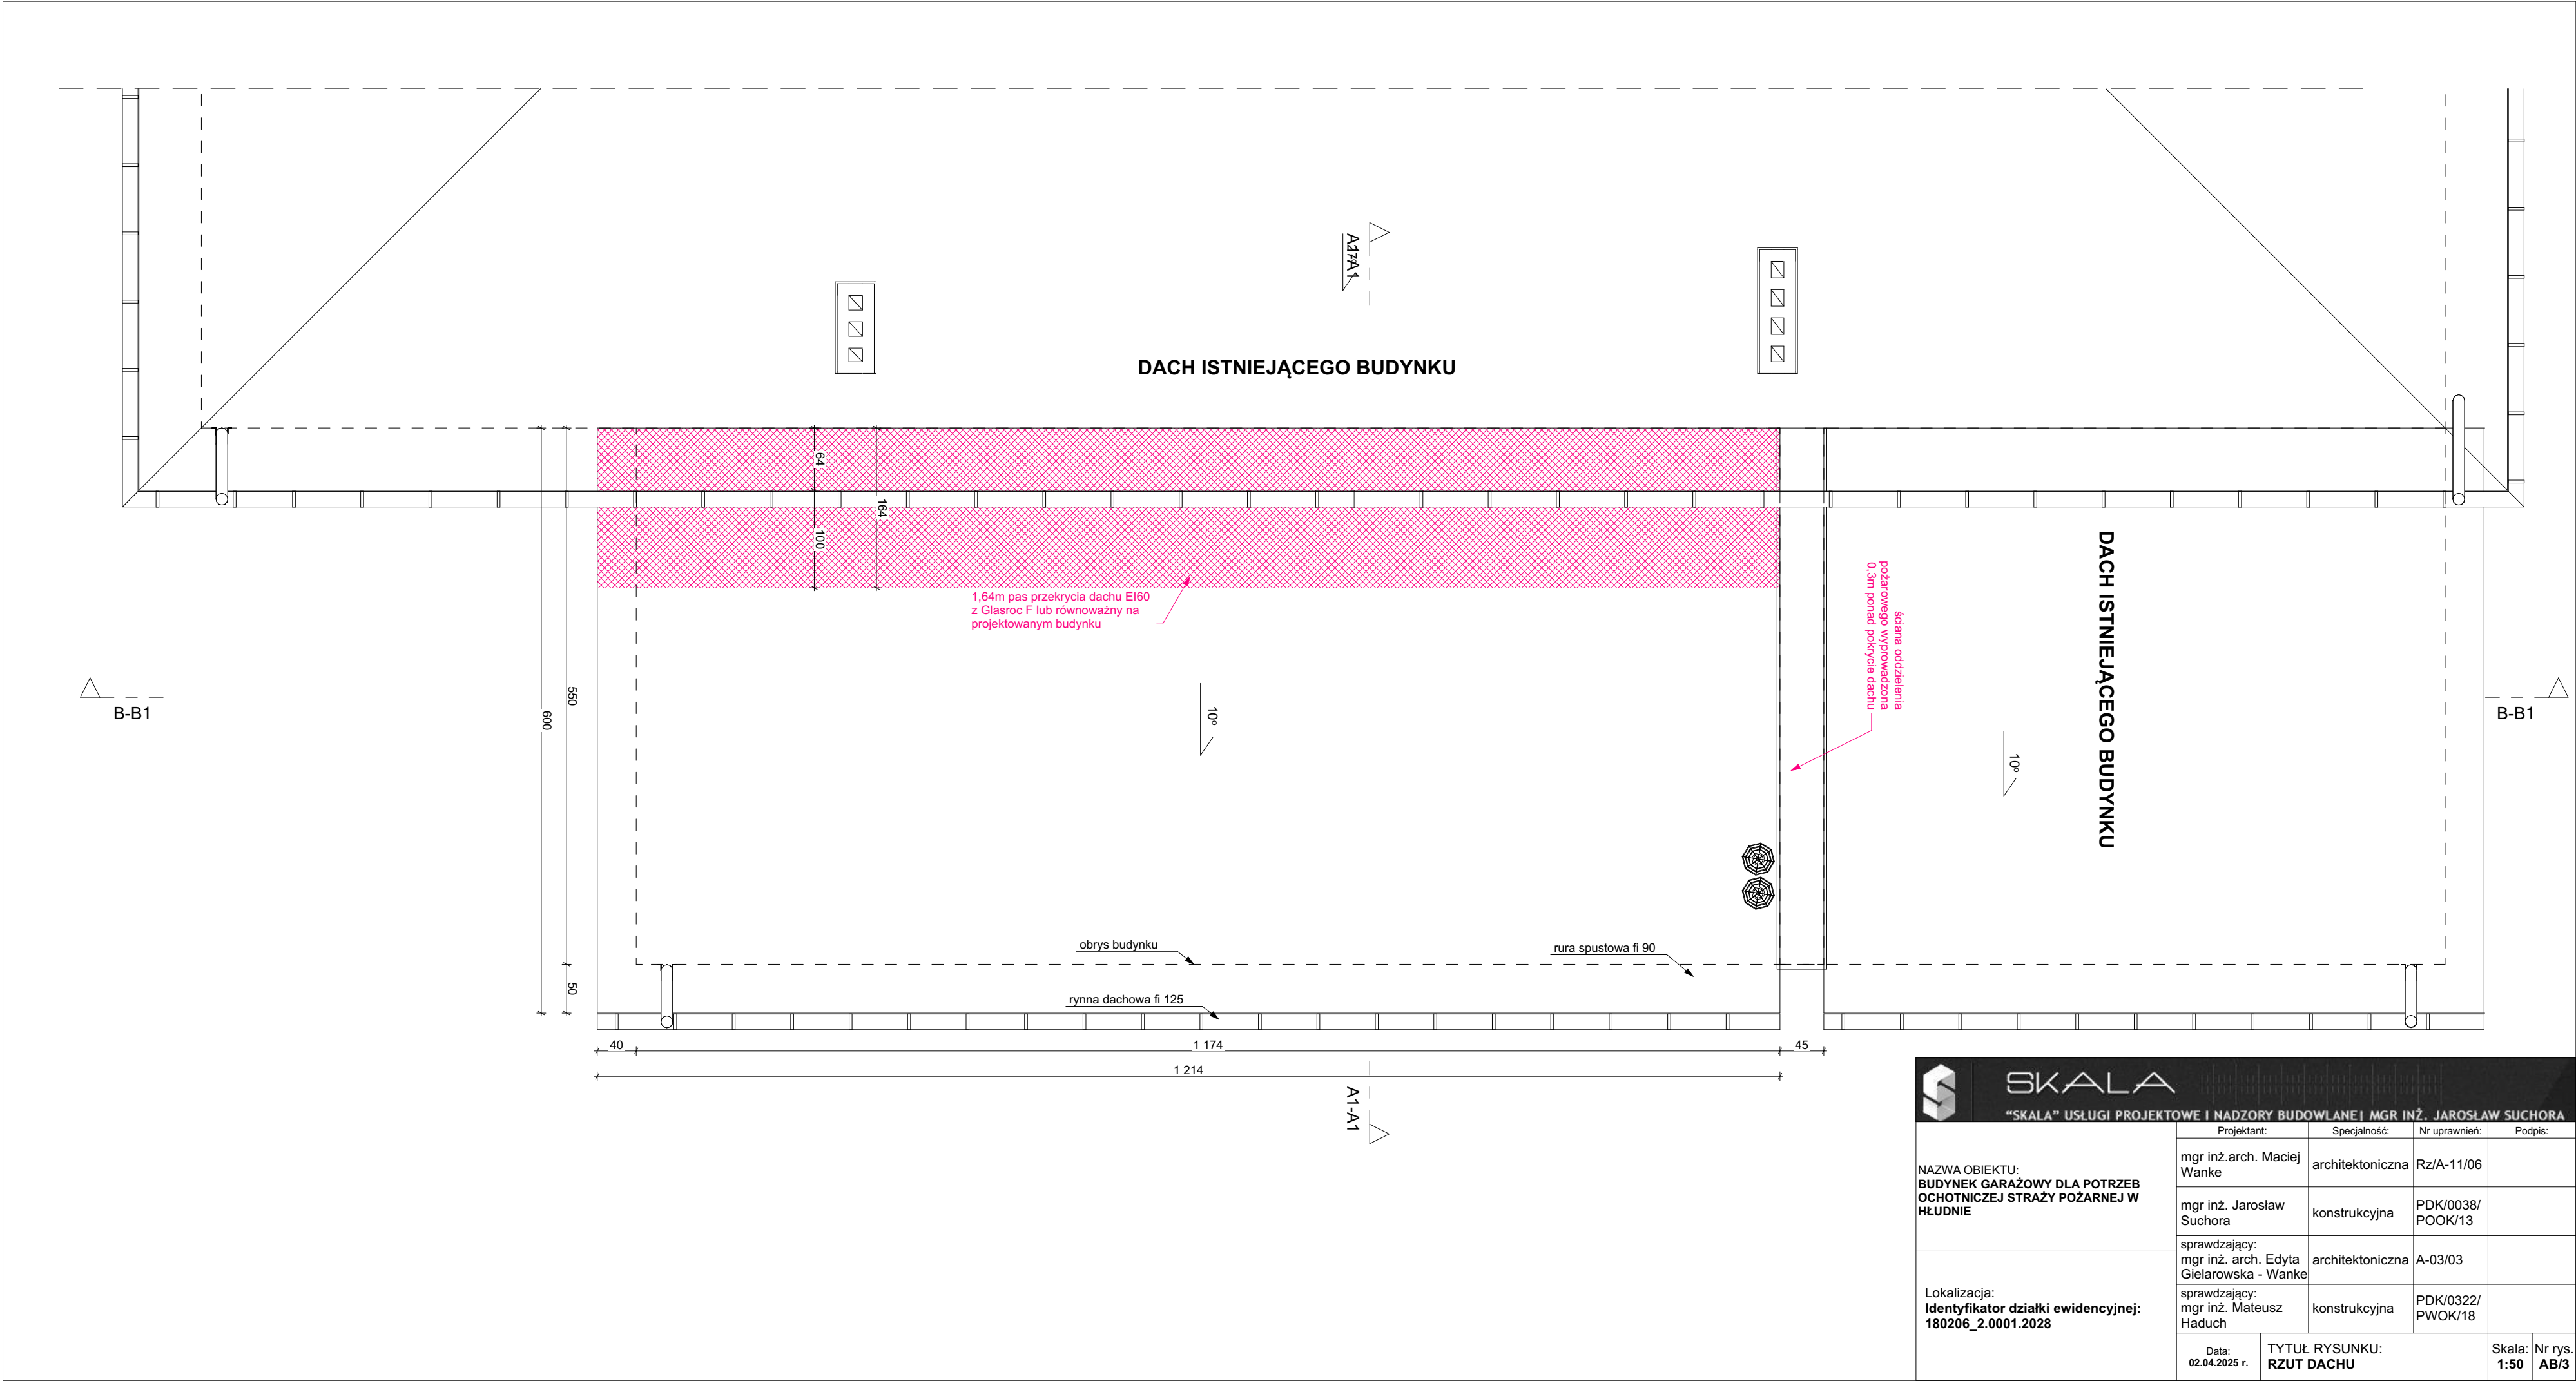 A1-A1
DACH ISTNIEJĄCEGO BUDYNKU
64
164
100
1,64m pas przekrycia dachu EI60
z Glasroc F lub równoważny na
projektowanym budynku
ściana oddzielenia
pożarowego wyprowadzona
0,3m ponad pokrycie dachu
DACH ISTNIEJĄCEGO BUDYNKU
B-B1
B-B1
550
600
10º
10º
obrys budynku
rura spustowa fi 90
50
rynna dachowa fi 125
40
1 174
45
1 214
A1-A1
SKALA
"SKALA" USŁUGI PROJEKTOWE I NADZORY BUDOWLANE| MGR INŻ. JAROSŁAW SUCHORA
Projektant:
Specjalność:
Nr uprawnień:
Podpis:
NAZWA OBIEKTU:
BUDYNEK GARAŻOWY DLA POTRZEB
OCHOTNICZEJ STRAŻY POŻARNEJ W
HŁUDNIE
mgr inż.arch. Maciej
Wanke
architektoniczna
Rz/A-11/06
mgr inż. Jarosław
Suchora
konstrukcyjna
PDK/0038/
POOK/13
sprawdzający:
mgr inż. arch. Edyta
Gielarowska - Wanke
architektoniczna
A-03/03
Lokalizacja:
Identyfikator działki ewidencyjnej:
180206_2.0001.2028
sprawdzający:
mgr inż. Mateusz
Haduch
konstrukcyjna
PDK/0322/
PWOK/18
Data:
02.04.2025 r.
TYTUŁ RYSUNKU:
RZUT DACHU
Skala:
1:50
Nr rys.
AB/3